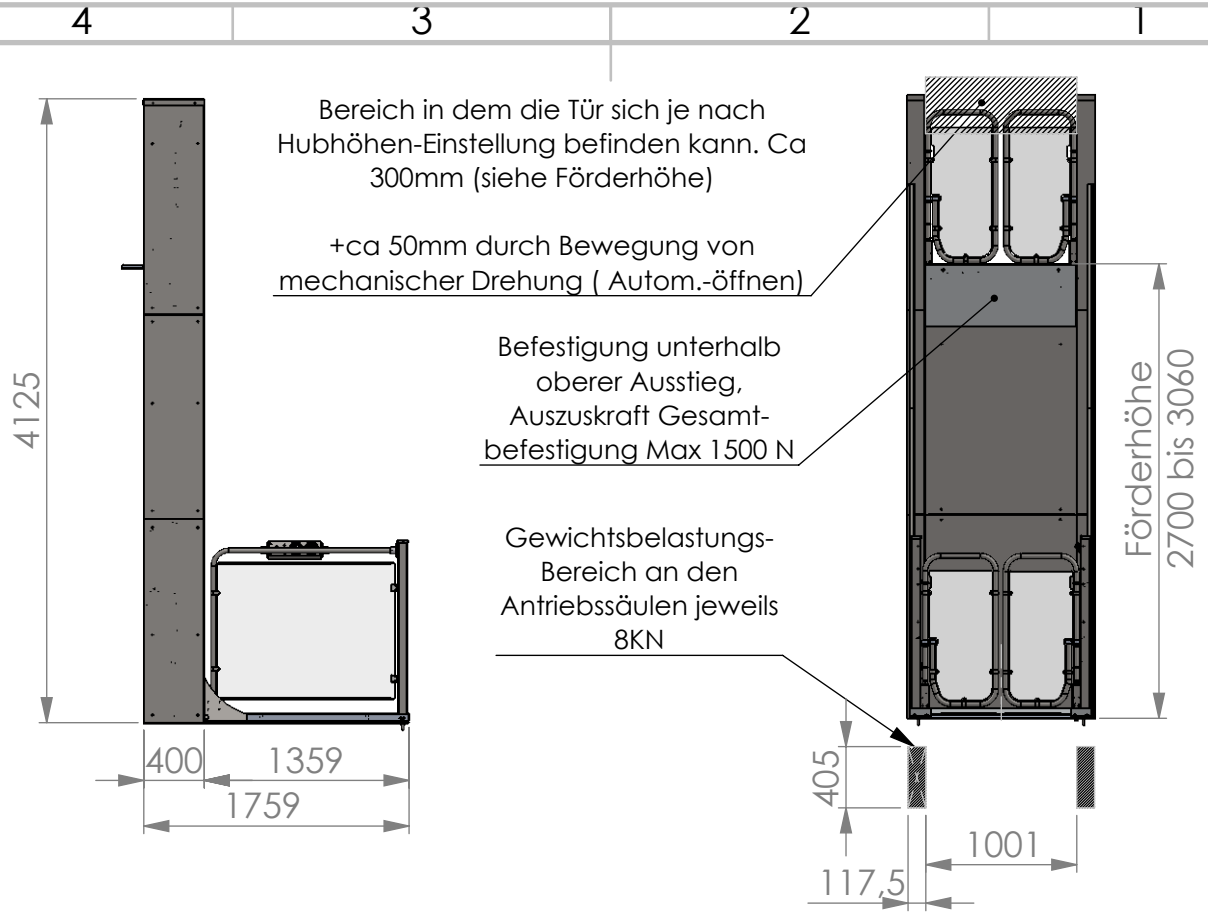 4 3 2 1
Bereich in dem die Tür sich je nach
Hubhöhen-Einstellung befinden kann. Ca
300mm (siehe Förderhöhe)
+ca 50mm durch Bewegung von
mechanischer Drehung ( Autom.-öffnen)
Befestigung unterhalb
oberer Ausstieg,
Auszuskraft Gesamt-
befestigung Max 1500 N
Gewichtsbelastungs-
Bereich an den
Antriebssäulen jeweils
8KN
4125
400
1359
1759
Förderhöhe
2700 bis 3060
405
1001
117,5